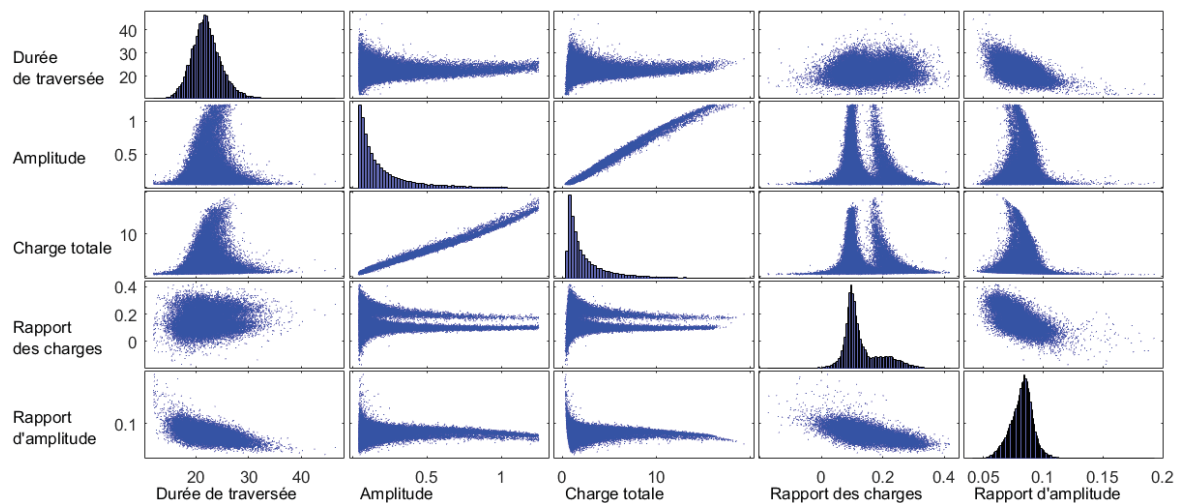 40
30
20
Durée
de traversée
1
0.5
Amplitude
10
Charge totale
0.4
0.2
0
Rapport
des charges
0.1
Rapport
d'amplitude
20 30 40 0.5 1 10 0 0.2 0.4 0.05 0.1 0.15 0.2
Durée de traversée Amplitude Charge totale Rapport des charges Rapport d'amplitude